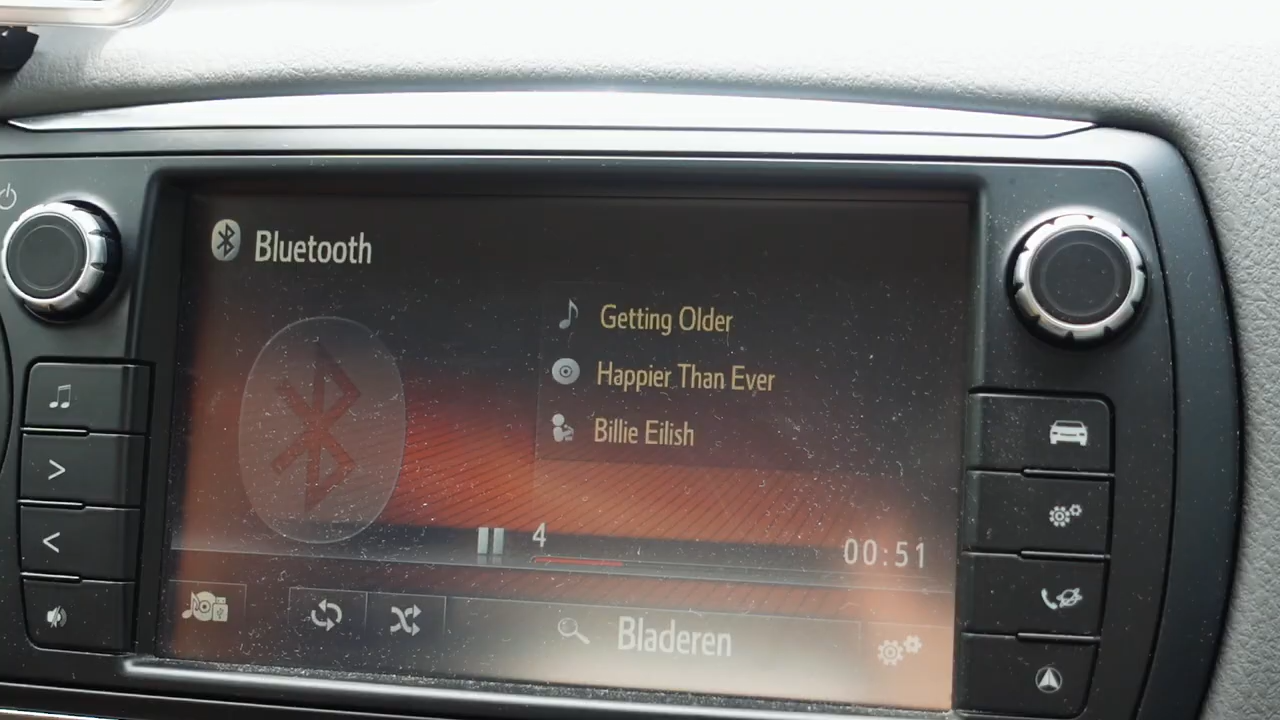 Bluetooth
Getting Older
Happier Than Ever
Billie Eilish
4
00:51
Bladeren